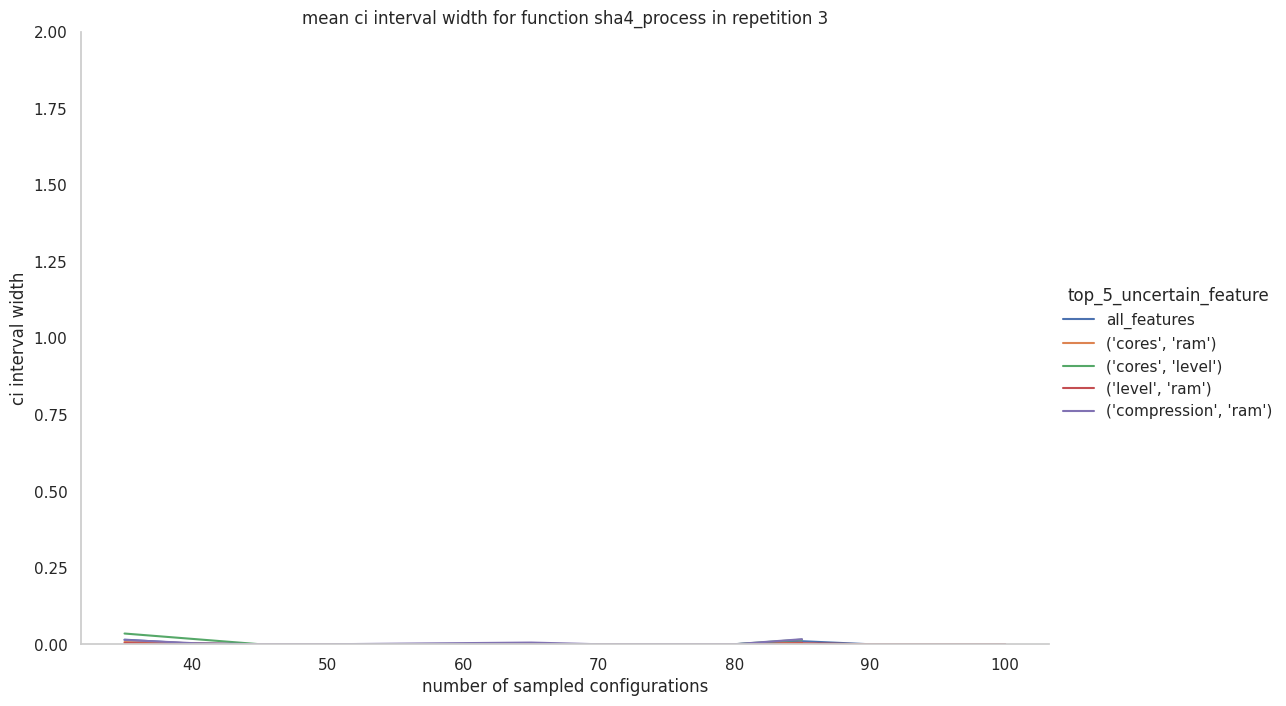 mean ci interval width for function sha4_process in repetition 3
2.00
1.75
1.50
1.25
1.00
0.75
0.50
0.25
0.00
ci interval width
40 50 60 70 80 90 100
number of sampled configurations
top_5_uncertain_feature
all_features
('cores', 'ram')
('cores', 'level')
('level', 'ram')
('compression', 'ram')